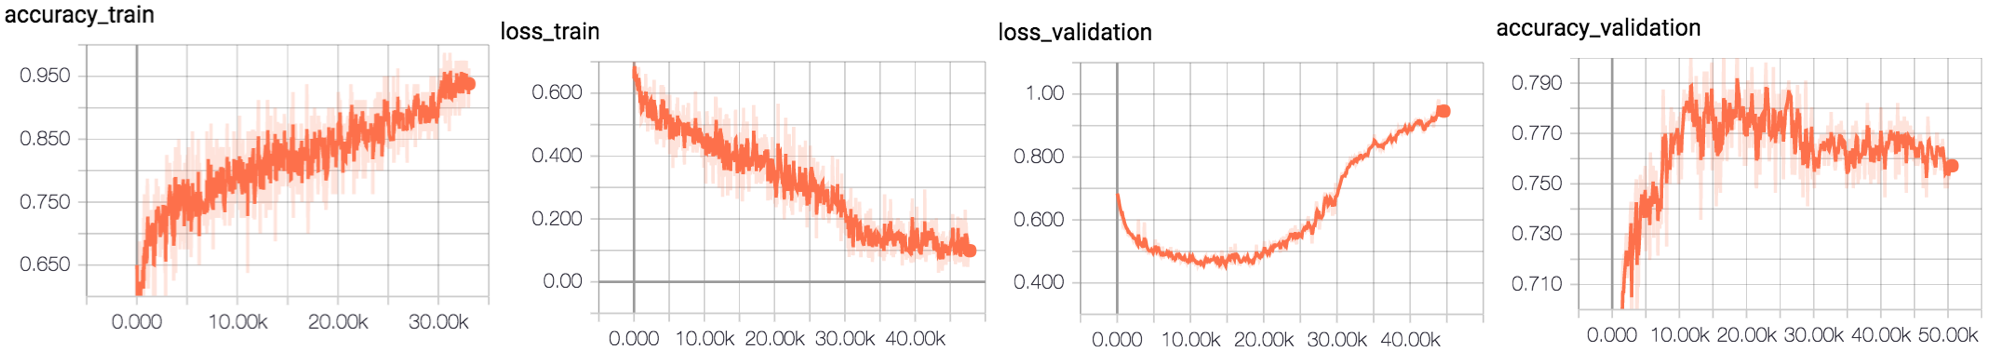 accuracy_train
0.950
0.850
0.750
0.650
0.000 10.00k 20.00k 30.00k
loss_train
0.600
0.400
0.200
0.00
0.000 10.00k 20.00k 30.00k 40.00k
loss_validation
1.00
0.800
0.600
0.400
0.000 10.00k 20.00k 30.00k 40.00k
accuracy_validation
0.790
0.770
0.750
0.730
0.710
0.000 10.00k 20.00k 30.00k 40.00k 50.00k